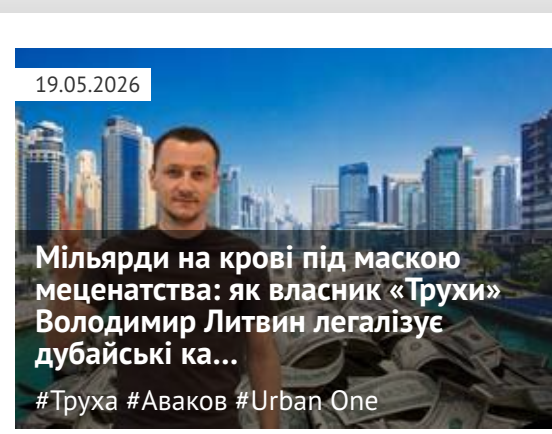 19.05.2026
Мільярди на крові під маскою
меценатства: як власник «Трухи»
Володимир Литвин легалізує
дубайські ка...
#Труха #Аваков #Urban One